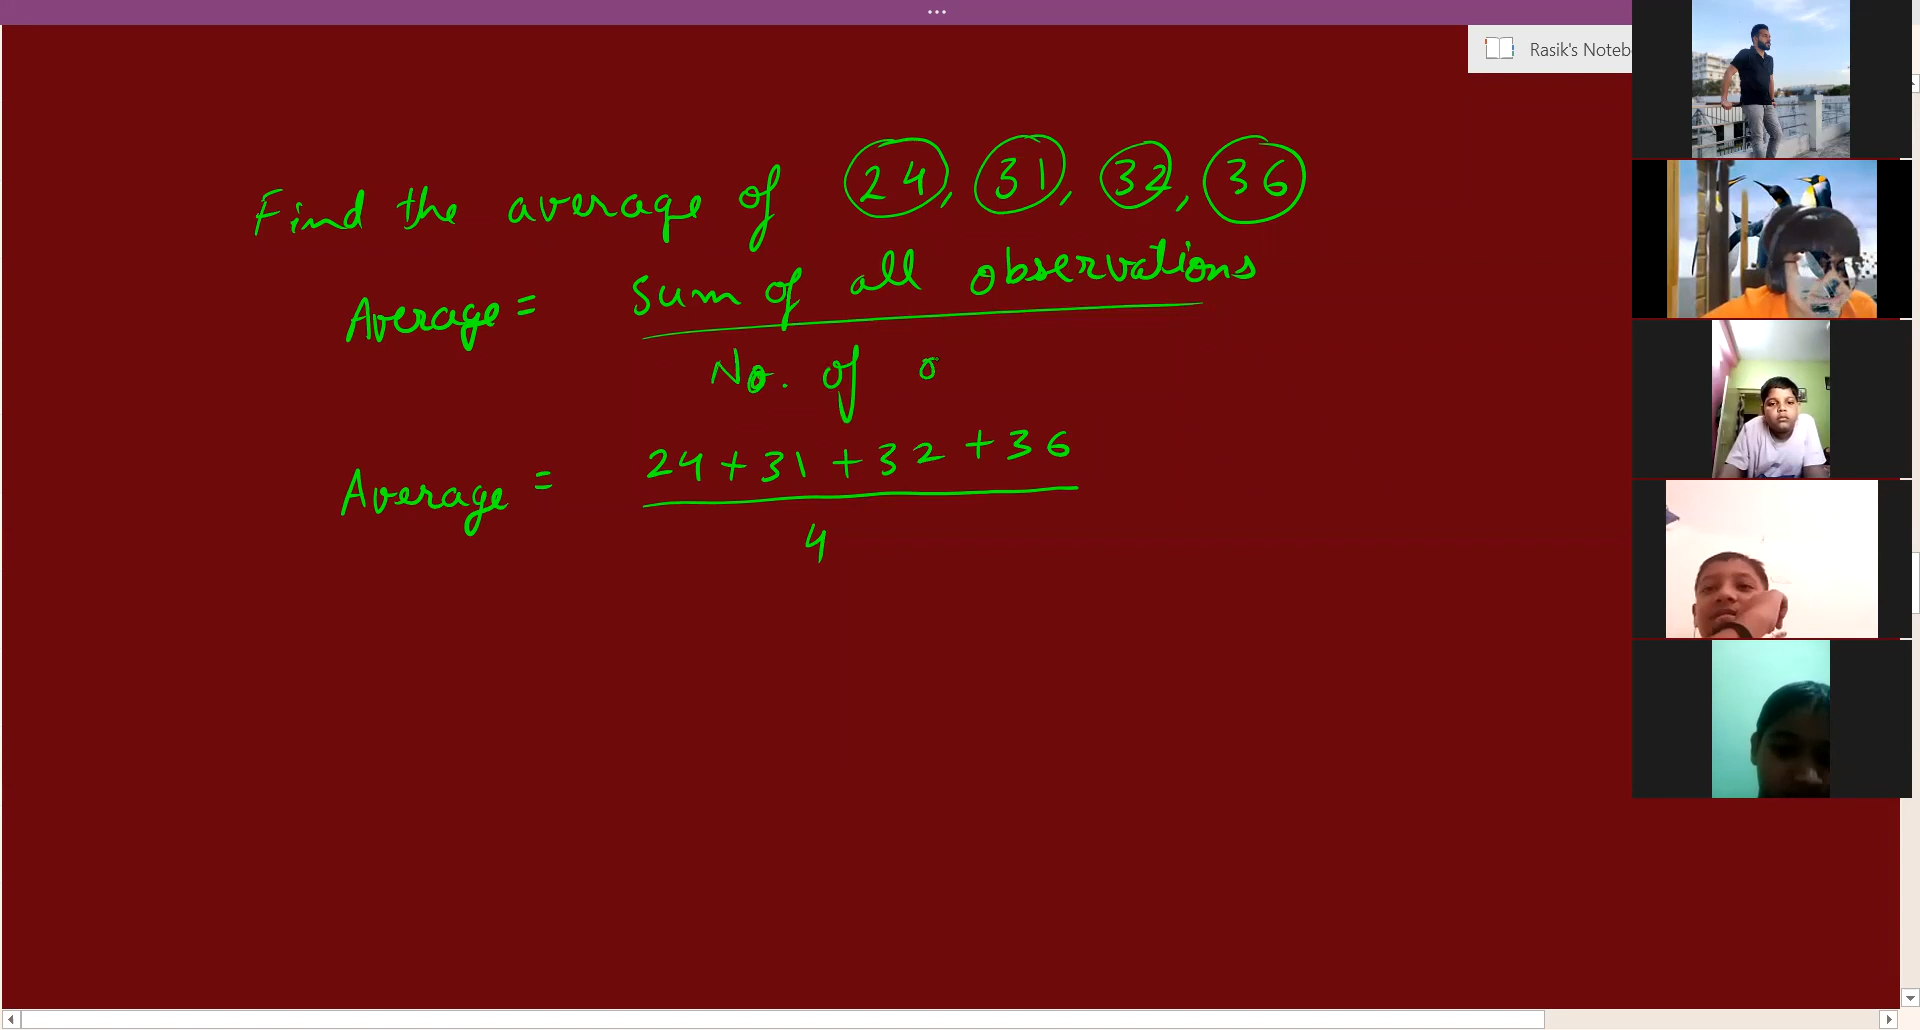 Rasik's Noteb
Find the average of 24, 31, 32, 36
Average = Sum of all observations
No. of o
Average = 24+31+32+36
4